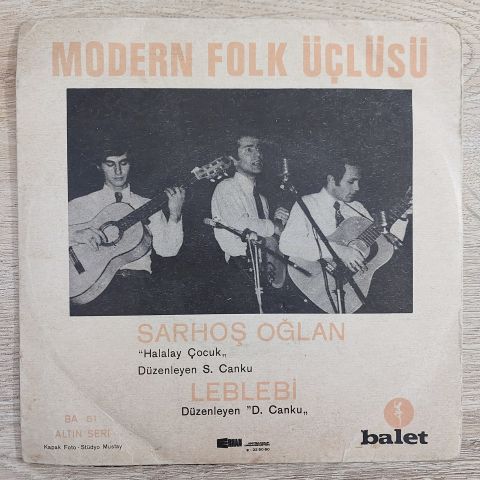 MODERN FOLK ÜÇLÜSÜ
SARHOŞ OĞLAN
"Halalay Çocuk„
Düzenleyen S. Canku
LEBLEBİ
Düzenleyen "D. Canku„
BA 61
ALTIN SERİ
Kapak Foto - Stüdyo Mustay
balet